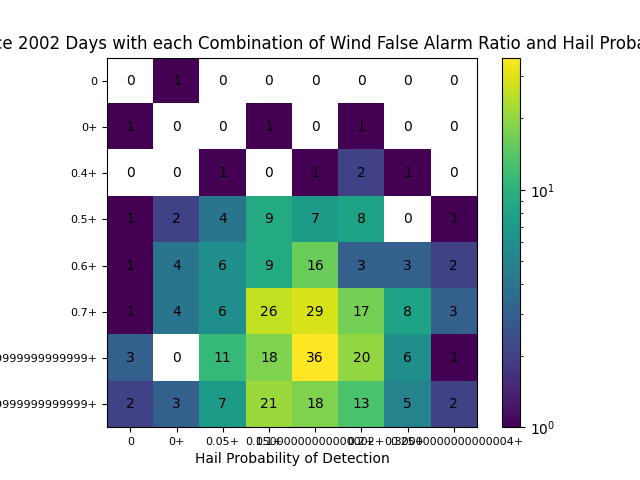 ce 2002 Days with each Combination of Wind False Alarm Ratio and Hail Proba
0 0 1 0 0 0 0 0 0
0+ 1 0 0 1 0 1 0 0
0.4+ 0 0 1 0 1 2 1 0
0.5+ 1 2 4 9 7 8 0 1
0.6+ 1 4 6 9 16 3 3 2
0.7+ 1 4 6 26 29 17 8 3
3 0 11 18 36 20 6 1
2 3 7 21 18 13 5 2
0 0+ 0.05+
Hail Probability of Detection
10^1
10^0